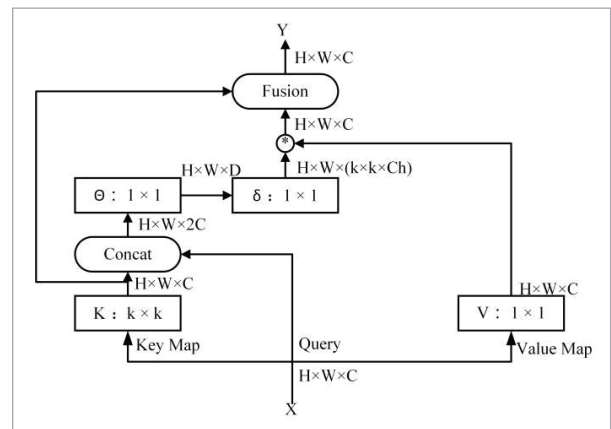 Y
H×W×C
Fusion
H×W×C
*
H×W×D
H×W×(k×k×Ch)
Θ： 1 × 1
δ：1 × 1
H×W×2C
Concat
H×W×C
H×W×C
K：k × k
V： 1 × 1
Key Map
Query
Value Map
H×W×C
X